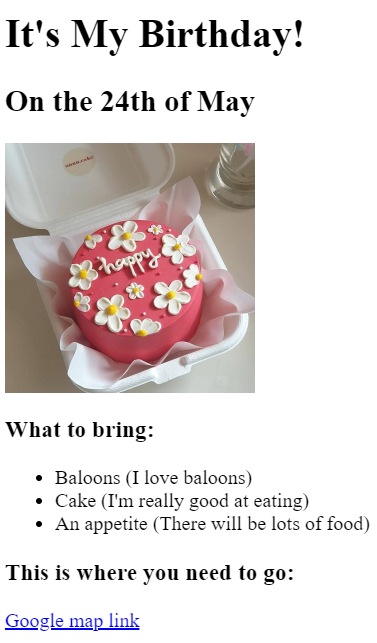 It's My Birthday!
On the 24th of May
happy
What to bring:
Baloons (I love baloons)
Cake (I'm really good at eating)
An appetite (There will be lots of food)
This is where you need to go:
Google map link